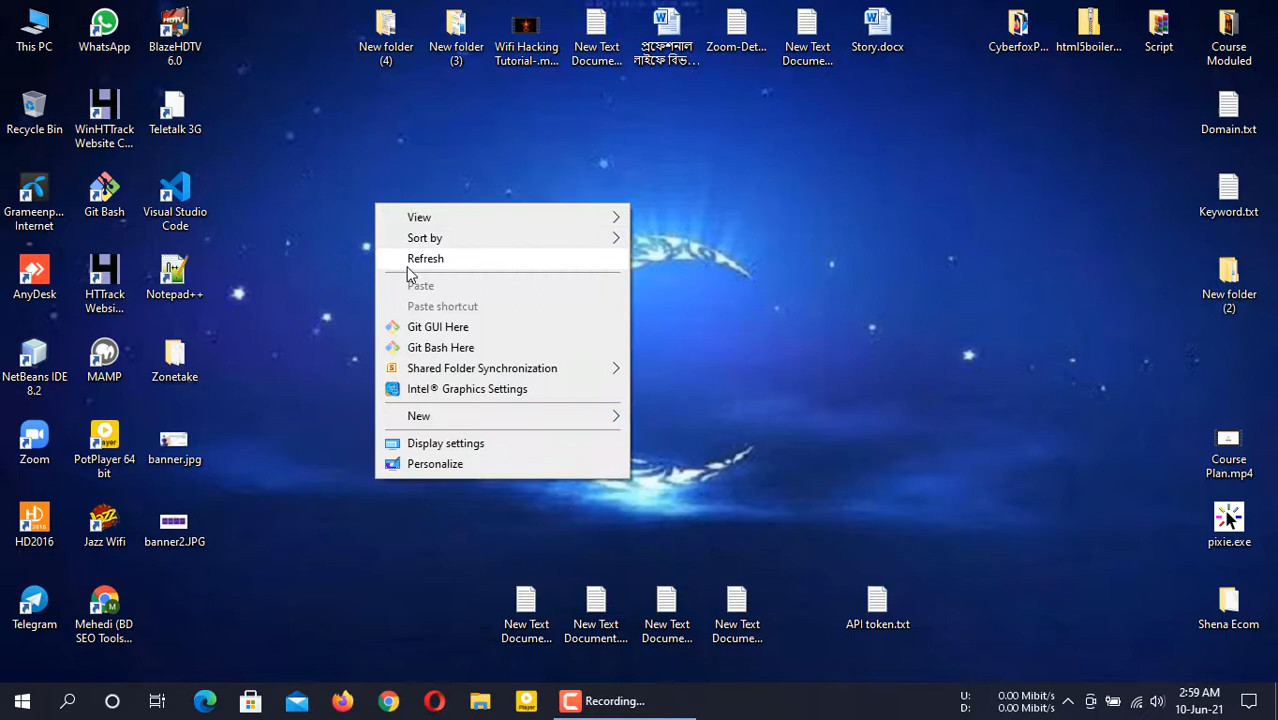 This PC
WhatsApp
BlazeHDTV
6.0
New folder
(4)
New folder
(3)
Wifi Hacking
Tutorial-.m...
New Text
Docume...
প্রফেশনাল
লাইফে বিভ...
Zoom-Det...
New Text
Docume...
Story.docx
CyberfoxP...
html5boiler...
Script
Course
Moduled
Recycle Bin
WinHTTrack
Website C...
Teletalk 3G
Domain.txt
Grameenp...
Internet
Git Bash
Visual Studio
Code
Keyword.txt
AnyDesk
HTTrack
Websi...
Notepad++
New folder
(2)
NetBeans IDE
8.2
MAMP
Zonetake
Zoom
PotPlayer 64
bit
banner.jpg
Course
Plan.mp4
HD2016
Jazz Wifi
banner2.JPG
pixie.exe
Telegram
Mehedi (BD
SEO Tools...
New Text
Docume...
New Text
Document....
New Text
Docume...
New Text
Docume...
API token.txt
Shena Ecom
View
Sort by
Refresh
Paste
Paste shortcut
Git GUI Here
Git Bash Here
Shared Folder Synchronization
Intel® Graphics Settings
New
Display settings
Personalize
Recording...
U: 0.00 Mibit/s
D: 0.00 Mibit/s
2:59 AM
10-Jun-21